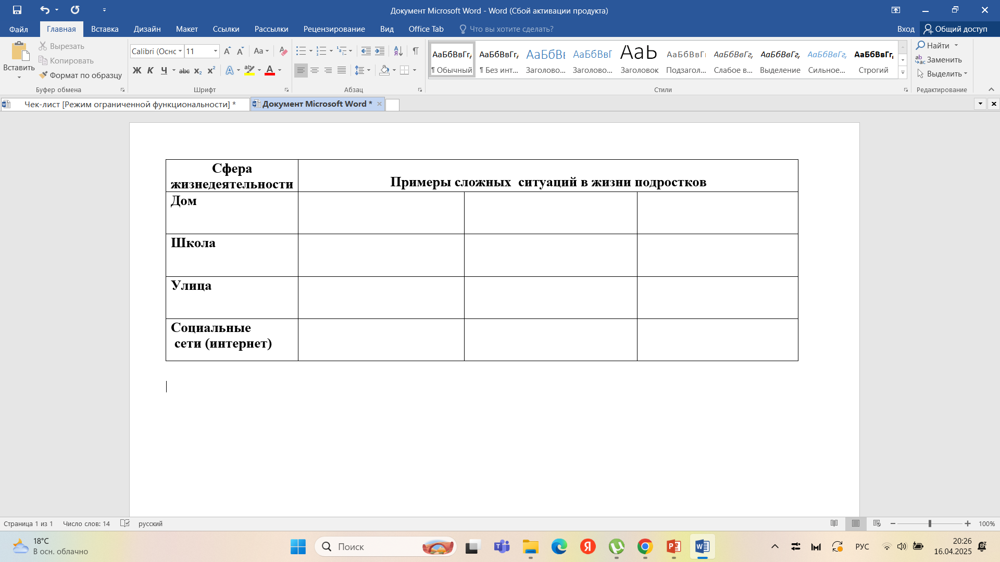 Документ Microsoft Word - Word (Сбой активации продукта)
Файл Главная Вставка Дизайн Макет Ссылки Рассылки Рецензирование Вид Office Tab Что вы хотите сделать? Вход Общий доступ
Вставить
Вырезать
Копировать
Формат по образцу
Буфер обмена
Calibri (Оснс 11
Aa
Ж К Ч abc x₂ x²
Шрифт
Абзац
АаБбВвГг, АаБбВвГг, АаБбВв АаБбВвГ АаБ АаБбВвГг АаБбВвГг, АаБбВвГг, АаБбВвГг, АаБбВвГг,
¶ Обычный ¶ Без инт... Заголово... Заголово... Заголовок Подзагол... Слабое в... Выделение Сильное... Строгий
Стили
Найти
Заменить
Выделить
Редактирование
Чек-лист [Режим ограниченной функциональности] * Документ Microsoft Word *
Сфера
жизнедеятельности
Примеры сложных  ситуаций в жизни подростков
Дом
Школа
Улица
Социальные
сети (интернет)
Страница 1 из 1 Число слов: 14 русский 100%
18°C
В осн. облачно
Поиск
РУС
20:26
16.04.2025